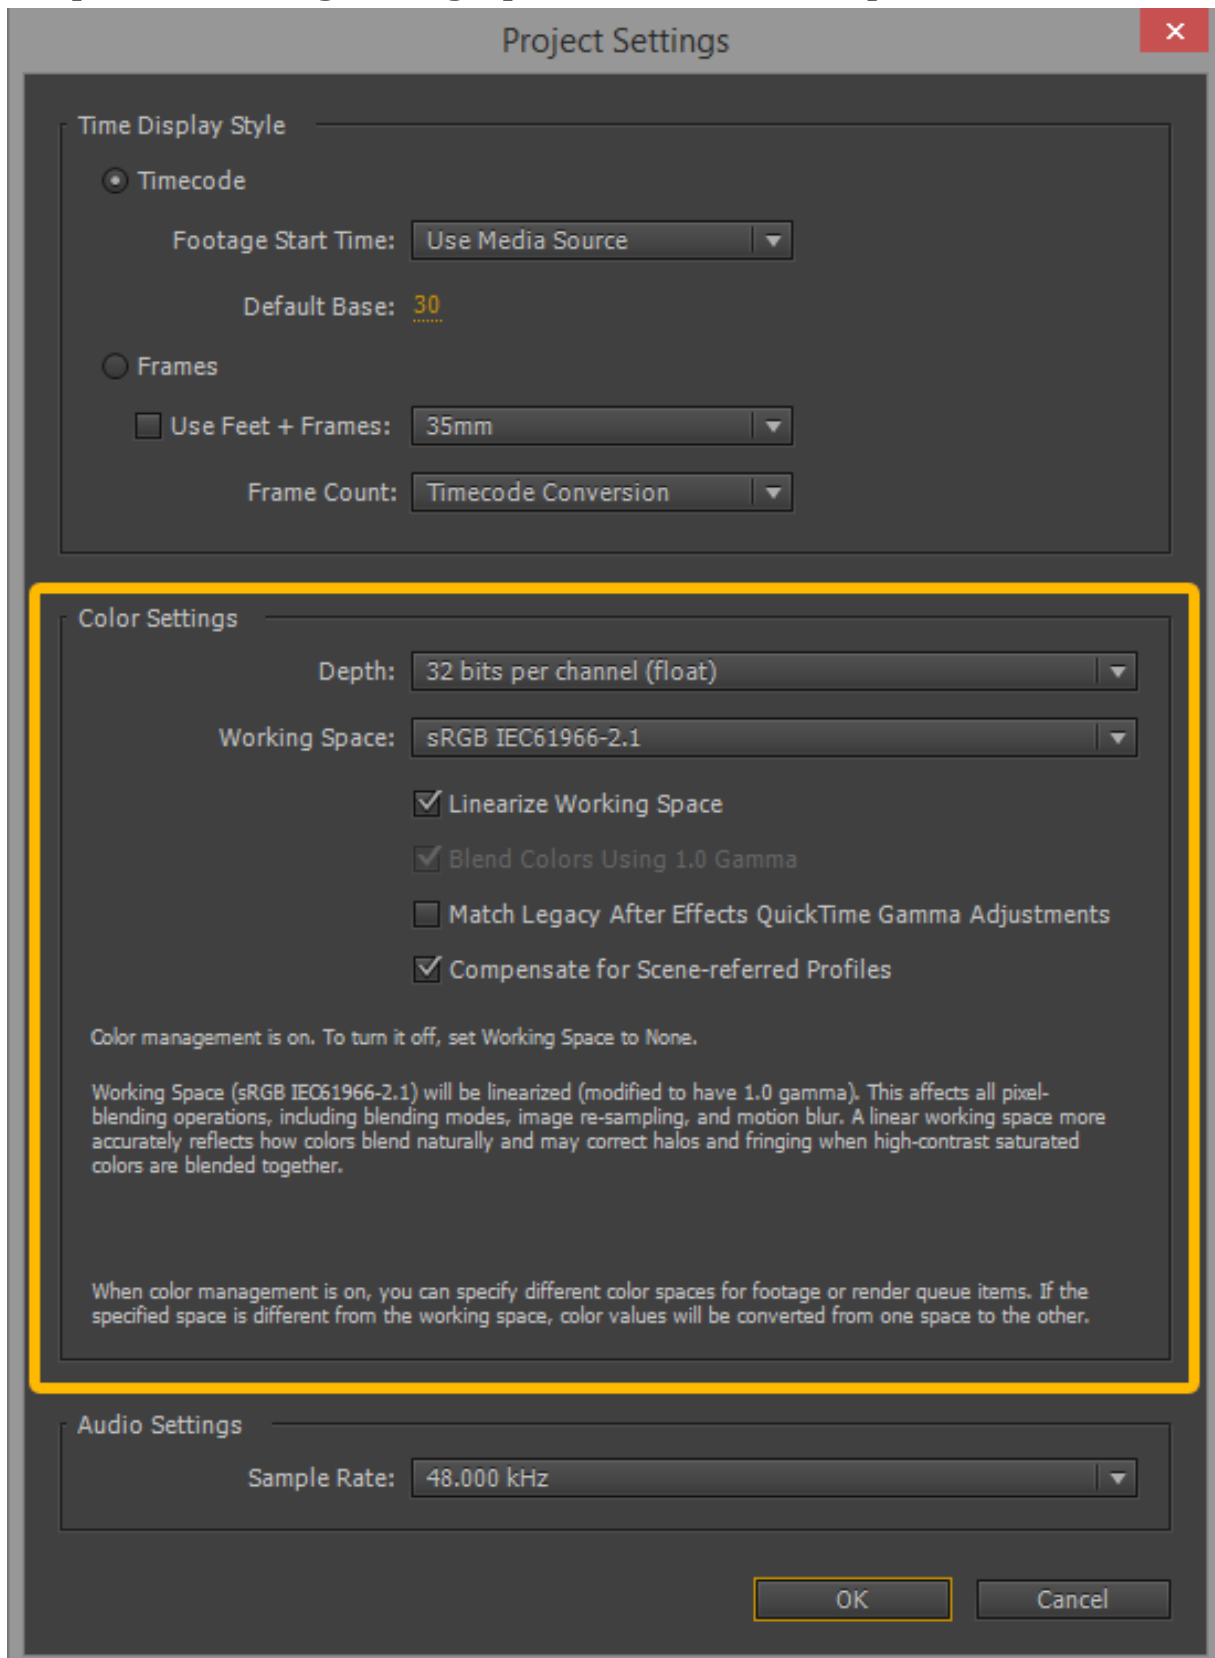 Project Settings
Time Display Style
Timecode
Footage Start Time: Use Media Source
Default Base: 30
Frames
Use Feet + Frames: 35mm
Frame Count: Timecode Conversion
Color Settings
Depth: 32 bits per channel (float)
Working Space: sRGB IEC61966-2.1
Linearize Working Space
Blend Colors Using 1.0 Gamma
Match Legacy After Effects QuickTime Gamma Adjustments
Compensate for Scene-referred Profiles
Color management is on. To turn it off, set Working Space to None.
Working Space (sRGB IEC61966-2.1) will be linearized (modified to have 1.0 gamma). This affects all pixel-
blending operations, including blending modes, image re-sampling, and motion blur. A linear working space more
accurately reflects how colors blend naturally and may correct halos and fringing when high-contrast saturated
colors are blended together.
When color management is on, you can specify different color spaces for footage or render queue items. If the
specified space is different from the working space, color values will be converted from one space to the other.
Audio Settings
Sample Rate: 48.000 kHz
OK Cancel